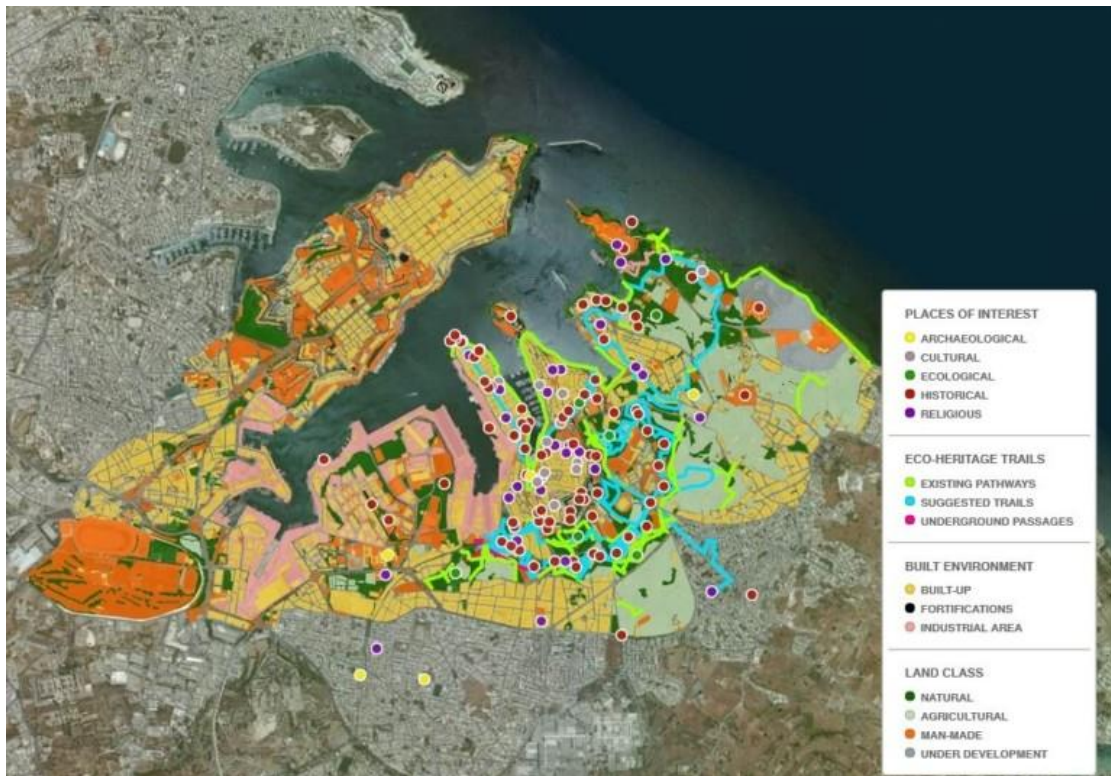 PLACES OF INTEREST
ARCHAEOLOGICAL
CULTURAL
ECOLOGICAL
HISTORICAL
RELIGIOUS
ECO-HERITAGE TRAILS
EXISTING PATHWAYS
SUGGESTED TRAILS
UNDERGROUND PASSAGES
BUILT ENVIRONMENT
BUILT-UP
FORTIFICATIONS
INDUSTRIAL AREA
LAND CLASS
NATURAL
AGRICULTURAL
MAN-MADE
UNDER DEVELOPMENT